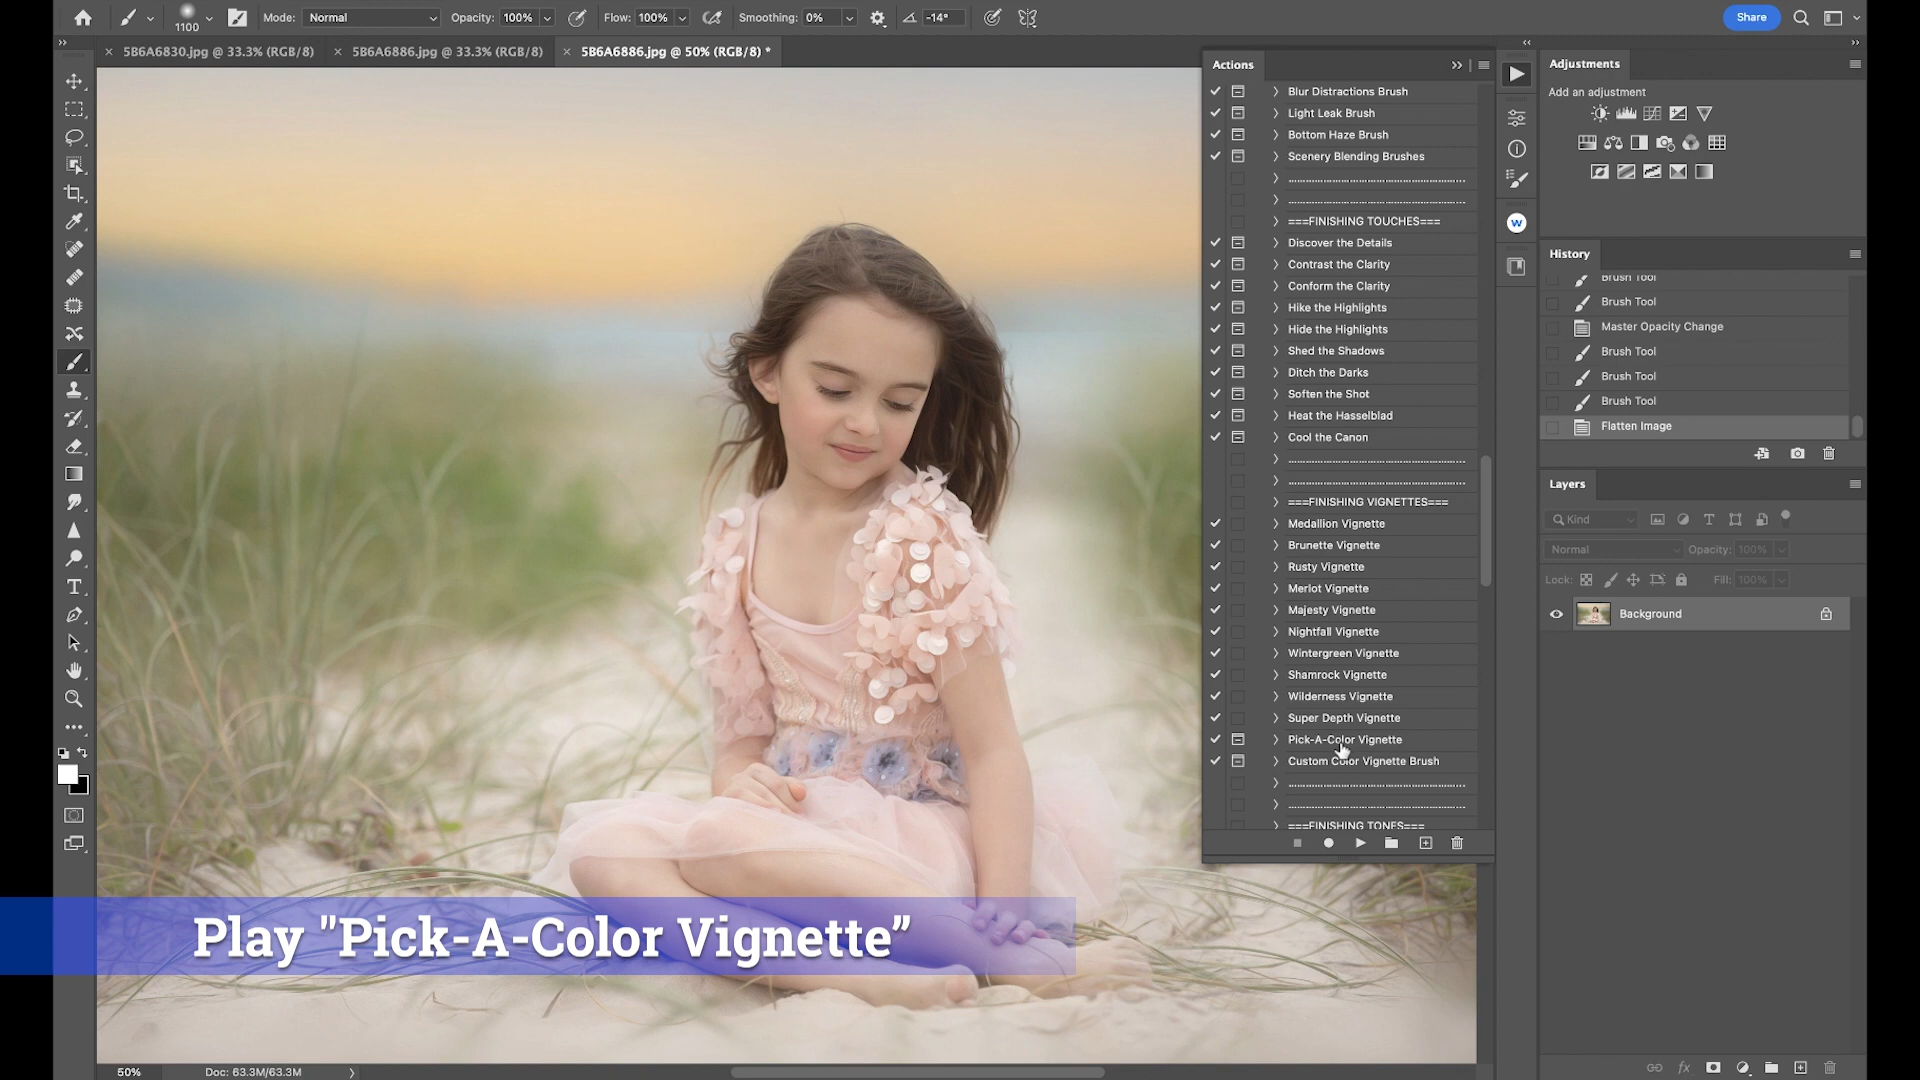 1100
Mode:
Normal
Opacity:
100%
Flow:
100%
Smoothing:
0%
-14°
Share
5B6A6830.jpg @ 33.3% (RGB/8)
5B6A6886.jpg @ 33.3% (RGB/8)
5B6A6886.jpg @ 50% (RGB/8) *
Actions
Blur Distractions Brush
Light Leak Brush
Bottom Haze Brush
Scenery Blending Brushes
===FINISHING TOUCHES===
Discover the Details
Contrast the Clarity
Conform the Clarity
Hike the Highlights
Hide the Highlights
Shed the Shadows
Ditch the Darks
Soften the Shot
Heat the Hasselblad
Cool the Canon
===FINISHING VIGNETTES===
Medallion Vignette
Brunette Vignette
Rusty Vignette
Merlot Vignette
Majesty Vignette
Nightfall Vignette
Wintergreen Vignette
Shamrock Vignette
Wilderness Vignette
Super Depth Vignette
Pick-A-Color Vignette
Custom Color Vignette Brush
===FINISHING TONES===
Adjustments
Add an adjustment
History
Brush Tool
Brush Tool
Master Opacity Change
Brush Tool
Brush Tool
Brush Tool
Flatten Image
Layers
Kind
Normal
Opacity: 100%
Lock:
Fill: 100%
Background
Play "Pick-A-Color Vignette”
50%
Doc: 63.3M/63.3M